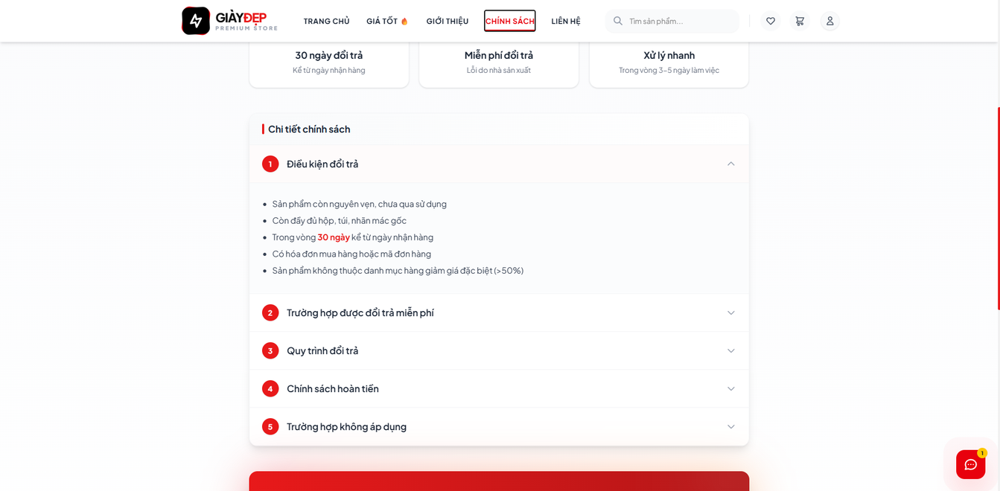 GIÀYĐẸP
PREMIUM STORE
TRANG CHỦ
GIÁ TỐT
GIỚI THIỆU
CHÍNH SÁCH
LIÊN HỆ
Tìm sản phẩm...
30 ngày đổi trả
Kể từ ngày nhận hàng
Miễn phí đổi trả
Lỗi do nhà sản xuất
Xử lý nhanh
Trong vòng 3-5 ngày làm việc
Chi tiết chính sách
1 Điều kiện đổi trả
• Sản phẩm còn nguyên vẹn, chưa qua sử dụng
• Còn đầy đủ hộp, túi, nhãn mác gốc
• Trong vòng 30 ngày kể từ ngày nhận hàng
• Có hóa đơn mua hàng hoặc mã đơn hàng
• Sản phẩm không thuộc danh mục hàng giảm giá đặc biệt (>50%)
2 Trường hợp được đổi trả miễn phí
3 Quy trình đổi trả
4 Chính sách hoàn tiền
5 Trường hợp không áp dụng
1